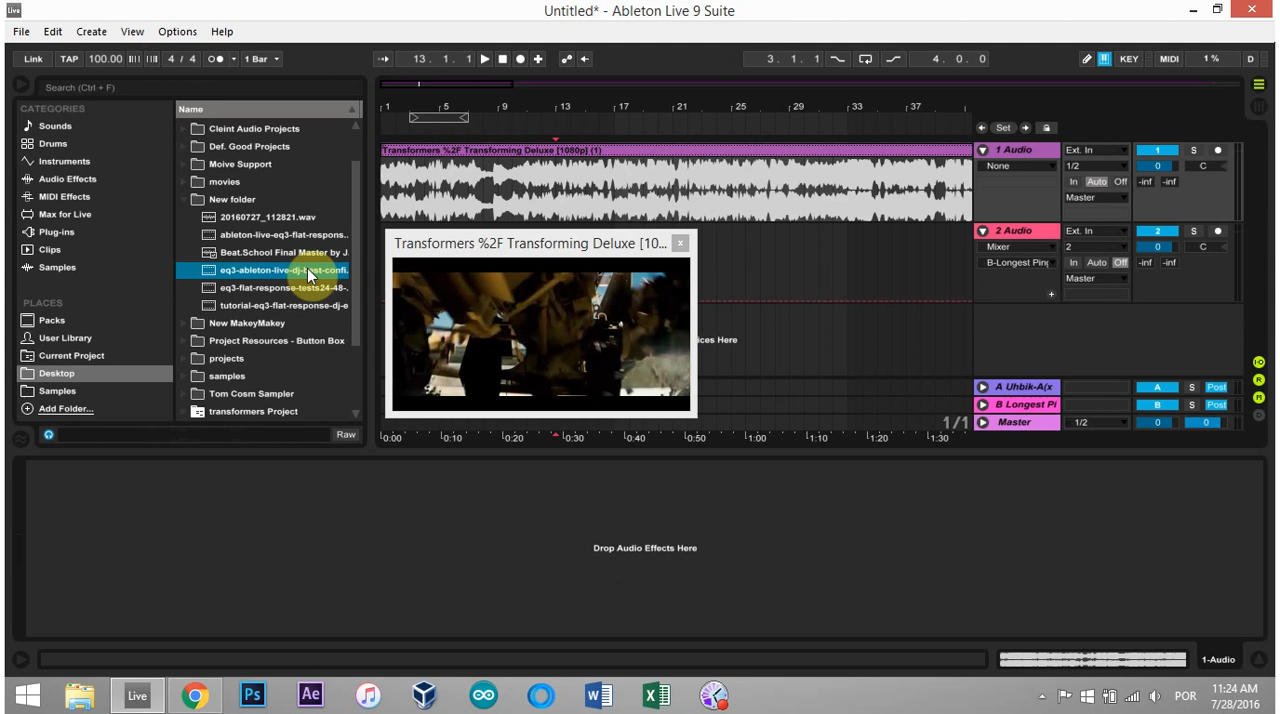 Live
Untitled* - Ableton Live 9 Suite
File Edit Create View Options Help
Link TAP 100.00 4 / 4 1 Bar 13. 1. 1 3. 1. 1 4. 0. 0 KEY MIDI 1 % D
Search (Ctrl + F)
CATEGORIES
Sounds
Drums
Instruments
Audio Effects
MIDI Effects
Max for Live
Plug-ins
Clips
Samples
PLACES
Packs
User Library
Current Project
Desktop
Samples
Add Folder...
Name
Cleint Audio Projects
Def. Good Projects
Moive Support
movies
New folder
20160727_112821.wav
ableton-live-eq3-flat-respons...
Beat.School Final Master by J.
eq3-ableton-live-dj-best-confi.
eq3-flat-response-tests24-48-.
tutorial-eq3-flat-response-dj-e
New MakeyMakey
Project Resources - Button Box
projects
samples
Tom Cosm Sampler
transformers Project
Raw
1 5 9 13 17 21 25 29 33 37
Set
Transformers %2F Transforming Deluxe [1080p] (1)
Transformers %2F Transforming Deluxe [10... x
ices Here
1/1
0:00 0:10 0:20 0:30 0:40 0:50 1:00 1:10 1:20 1:30
1 Audio Ext. In 1 S
None 1/2 0 C
In Auto Off -inf -inf
Master
2 Audio Ext. In 2 S
Mixer 2 0 C
B-Longest Ping In Auto Off -inf -inf
Master
A Uhbik-A(x A S Post
B Longest Pi B S Post
Master 1/2 0 0
I-O
R
M
D
Drop Audio Effects Here
1-Audio
Live Ps Ae
POR
11:24 AM
7/28/2016